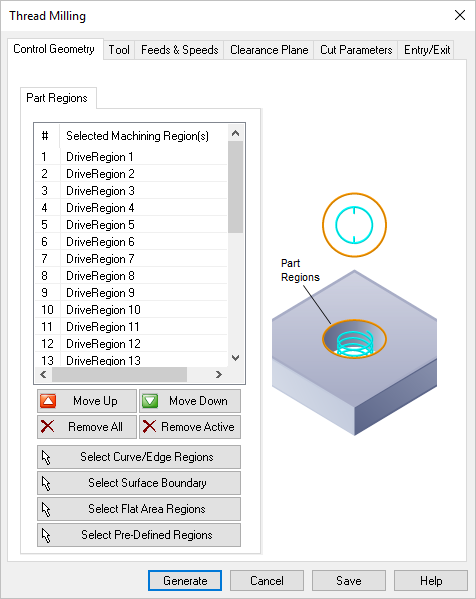 Thread Milling
Control Geometry Tool Feeds & Speeds Clearance Plane Cut Parameters Entry/Exit
Part Regions
# Selected Machining Region(s)
1 DriveRegion 1
2 DriveRegion 2
3 DriveRegion 3
4 DriveRegion 4
5 DriveRegion 5
6 DriveRegion 6
7 DriveRegion 7
8 DriveRegion 8
9 DriveRegion 9
10 DriveRegion 10
11 DriveRegion 11
12 DriveRegion 12
13 DriveRegion 13
Part
Regions
Move Up Move Down
Remove All Remove Active
Select Curve/Edge Regions
Select Surface Boundary
Select Flat Area Regions
Select Pre-Defined Regions
Generate Cancel Save Help